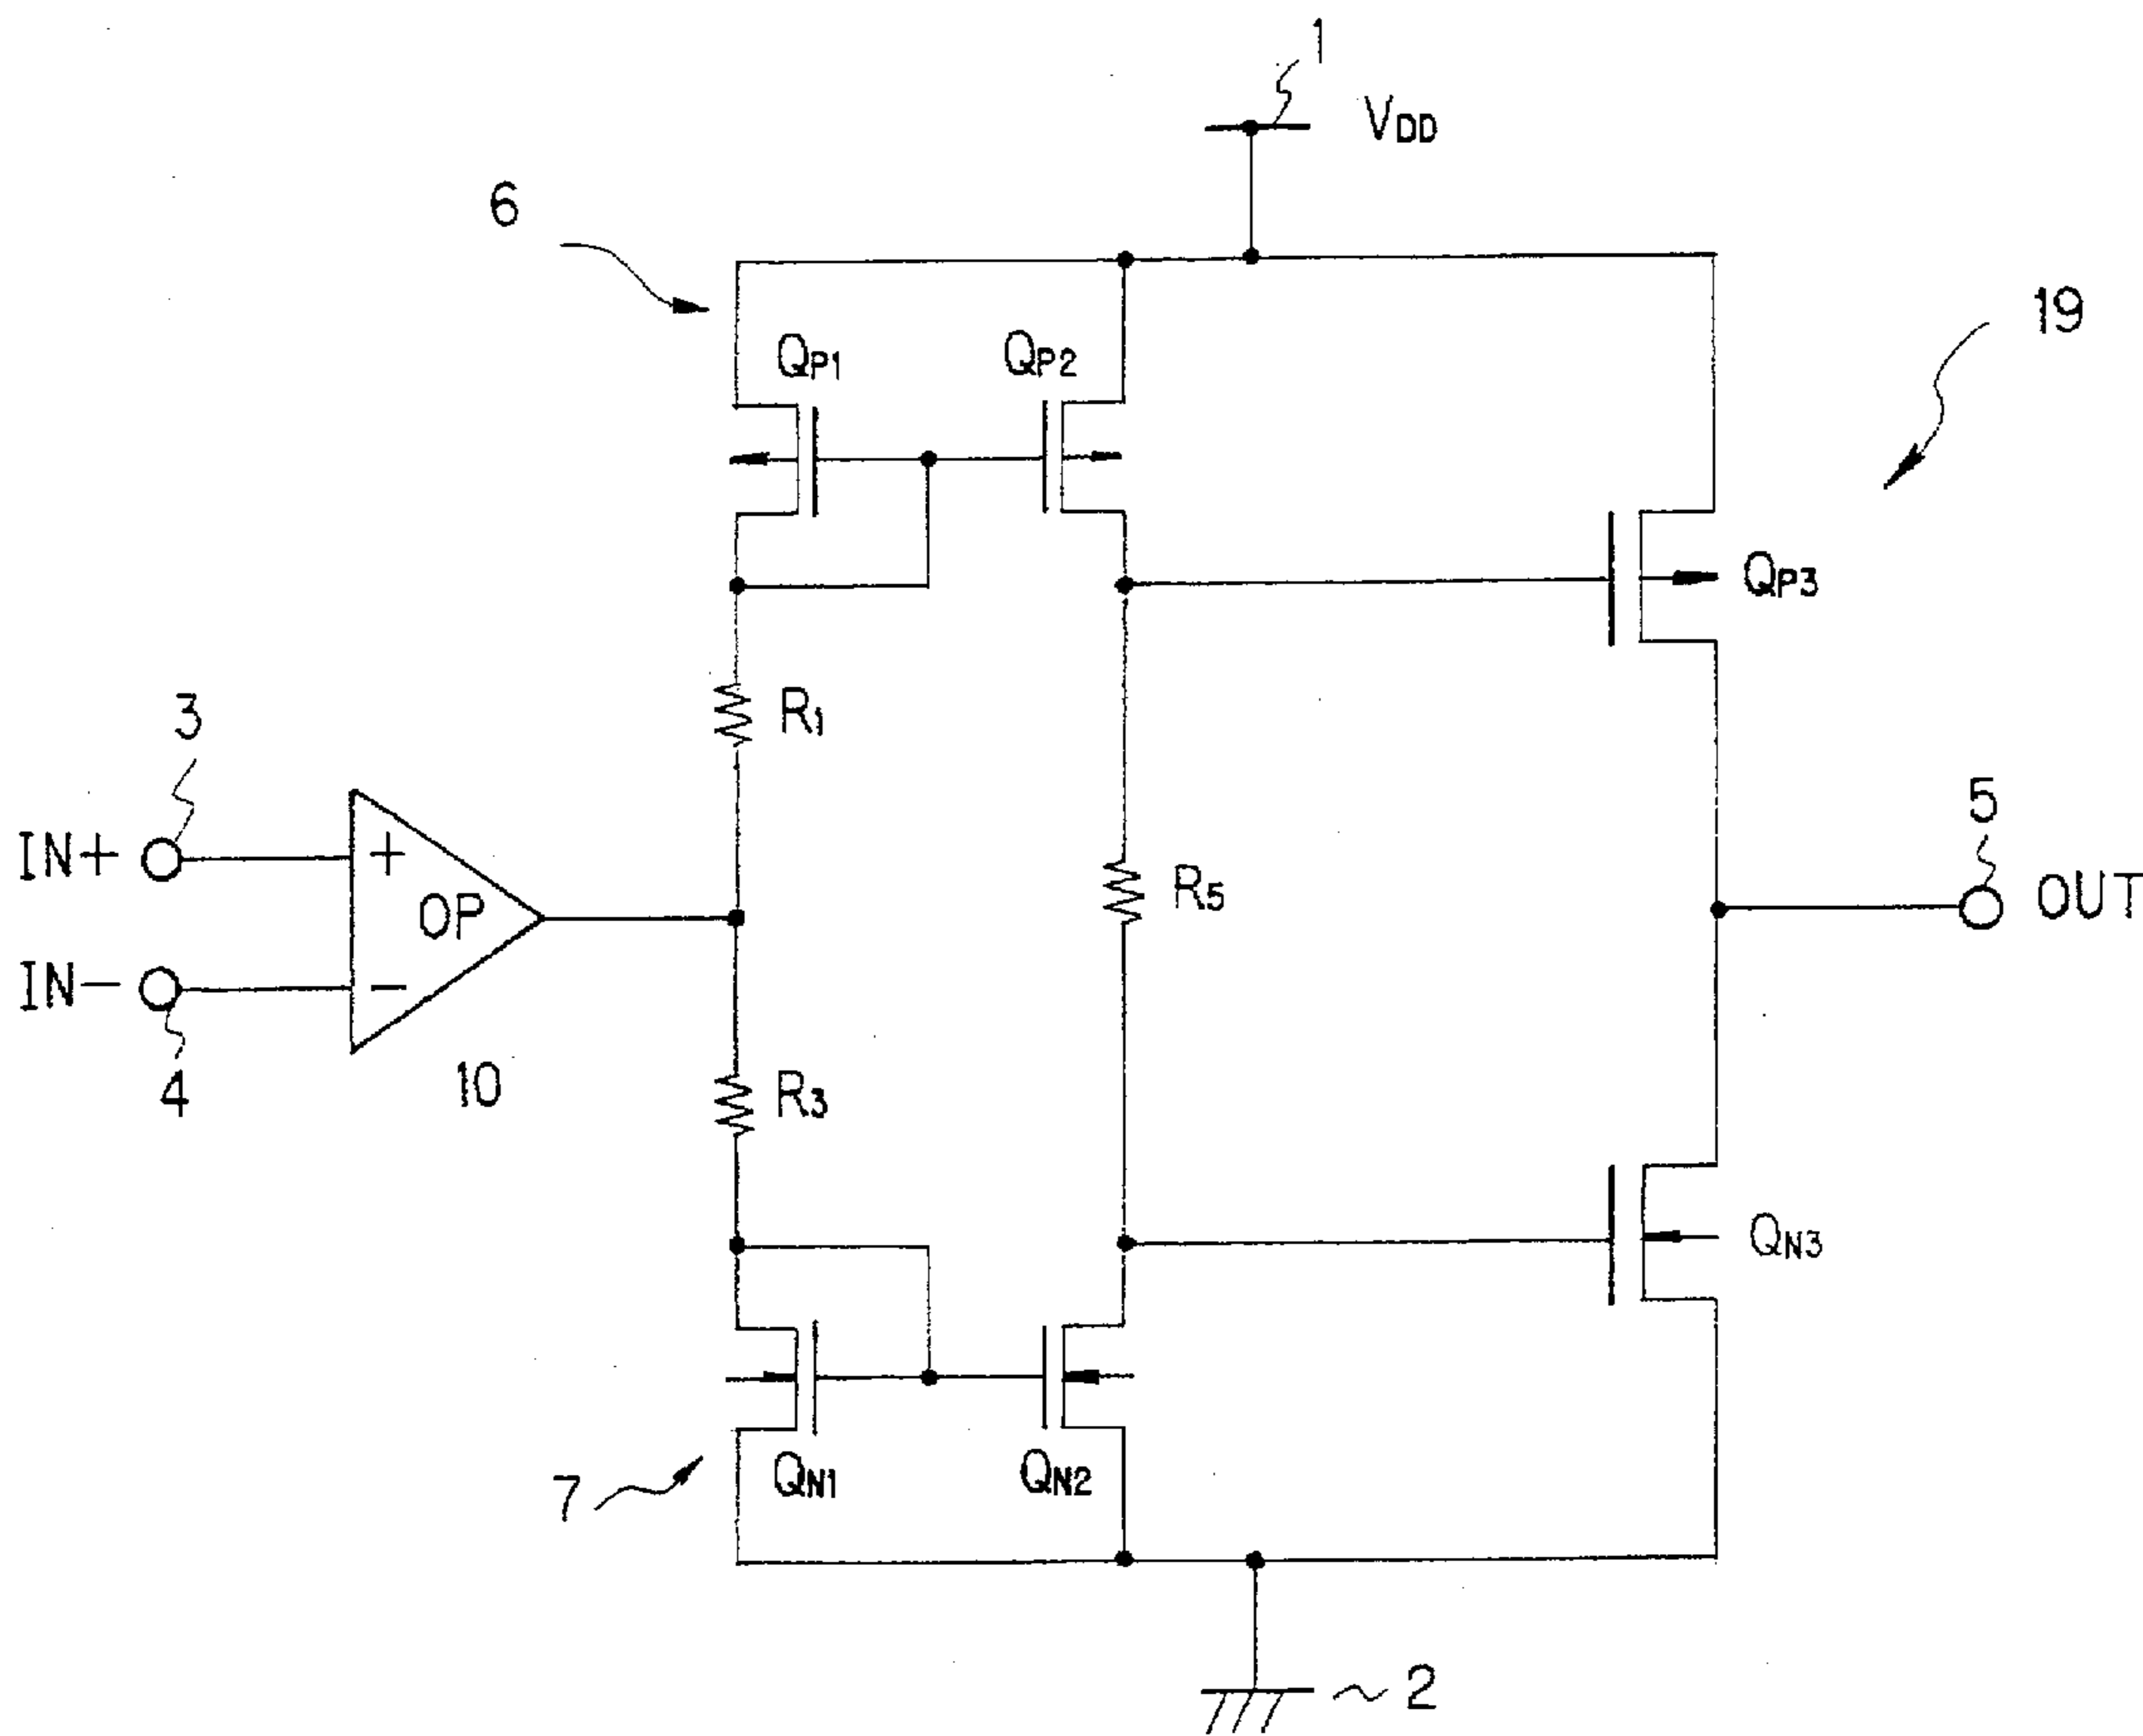 1
VDD
6
19
QP1
QP2
QP3
R1
3
5
IN+
+
OP
R5
OUT
IN-
-
10
4
R3
QN3
QN1
QN2
7
2